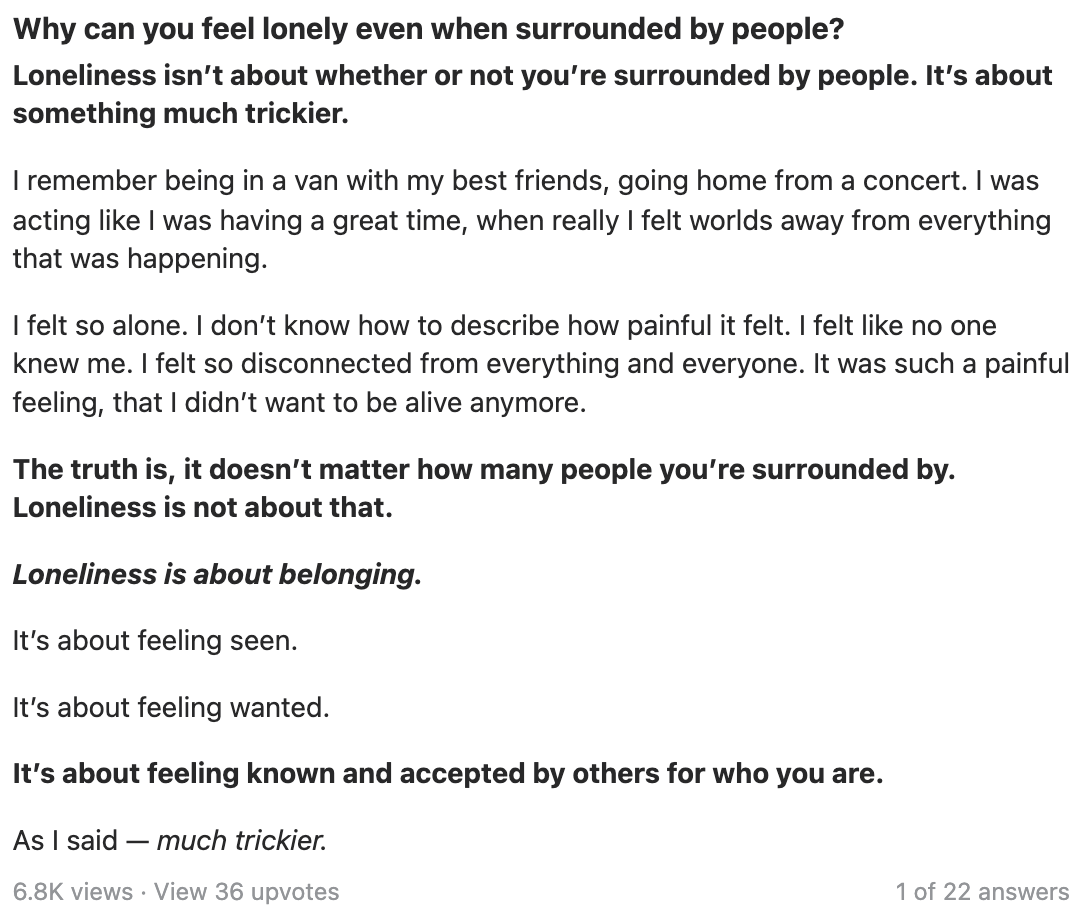 Why can you feel lonely even when surrounded by people?
Loneliness isn’t about whether or not you’re surrounded by people. It’s about
something much trickier.
I remember being in a van with my best friends, going home from a concert. I was
acting like I was having a great time, when really I felt worlds away from everything
that was happening.
I felt so alone. I don’t know how to describe how painful it felt. I felt like no one
knew me. I felt so disconnected from everything and everyone. It was such a painful
feeling, that I didn’t want to be alive anymore.
The truth is, it doesn’t matter how many people you’re surrounded by.
Loneliness is not about that.
Loneliness is about belonging.
It’s about feeling seen.
It’s about feeling wanted.
It’s about feeling known and accepted by others for who you are.
As I said — much trickier.
6.8K views · View 36 upvotes 1 of 22 answers